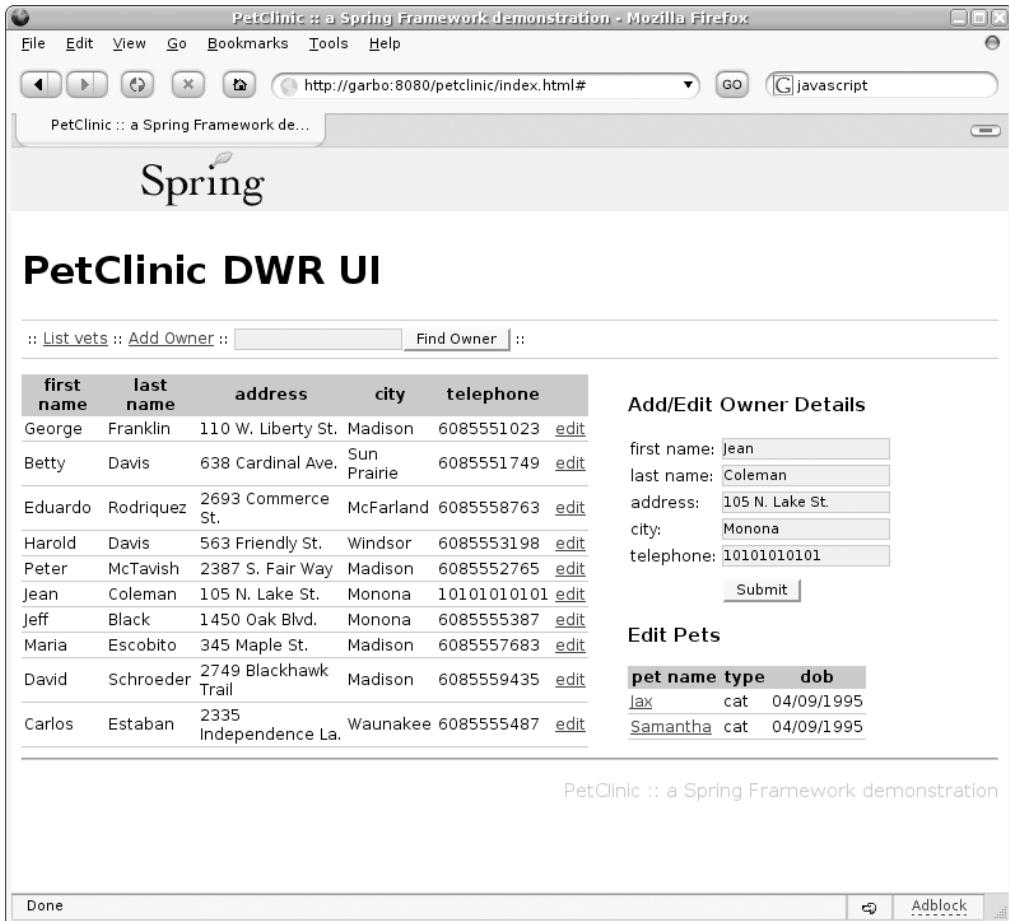 PetClinic :: a Spring Framework demonstration - Mozilla Firefox
File Edit View Go Bookmarks Tools Help
http://garbo:8080/petclinic/index.html# GO G javascript
PetClinic :: a Spring Framework de...
Spring
PetClinic DWR UI
:: List vets :: Add Owner :: Find Owner ::
first name last name address city telephone
George Franklin 110 W. Liberty St. Madison 6085551023 edit
Betty Davis 638 Cardinal Ave. Sun Prairie 6085551749 edit
Eduardo Rodriquez 2693 Commerce St. McFarland 6085558763 edit
Harold Davis 563 Friendly St. Windsor 6085553198 edit
Peter McTavish 2387 S. Fair Way Madison 6085552765 edit
Jean Coleman 105 N. Lake St. Monona 10101010101 edit
Jeff Black 1450 Oak Blvd. Monona 6085555387 edit
Maria Escobito 345 Maple St. Madison 6085557683 edit
David Schroeder 2749 Blackhawk Trail Madison 6085559435 edit
Carlos Estaban 2335 Independence La. Waunakee 6085555487 edit
Add/Edit Owner Details
first name: Jean
last name: Coleman
address: 105 N. Lake St.
city: Monona
telephone: 10101010101
Submit
Edit Pets
pet name type dob
Jax cat 04/09/1995
Samantha cat 04/09/1995
PetClinic :: a Spring Framework demonstration
Done Adblock